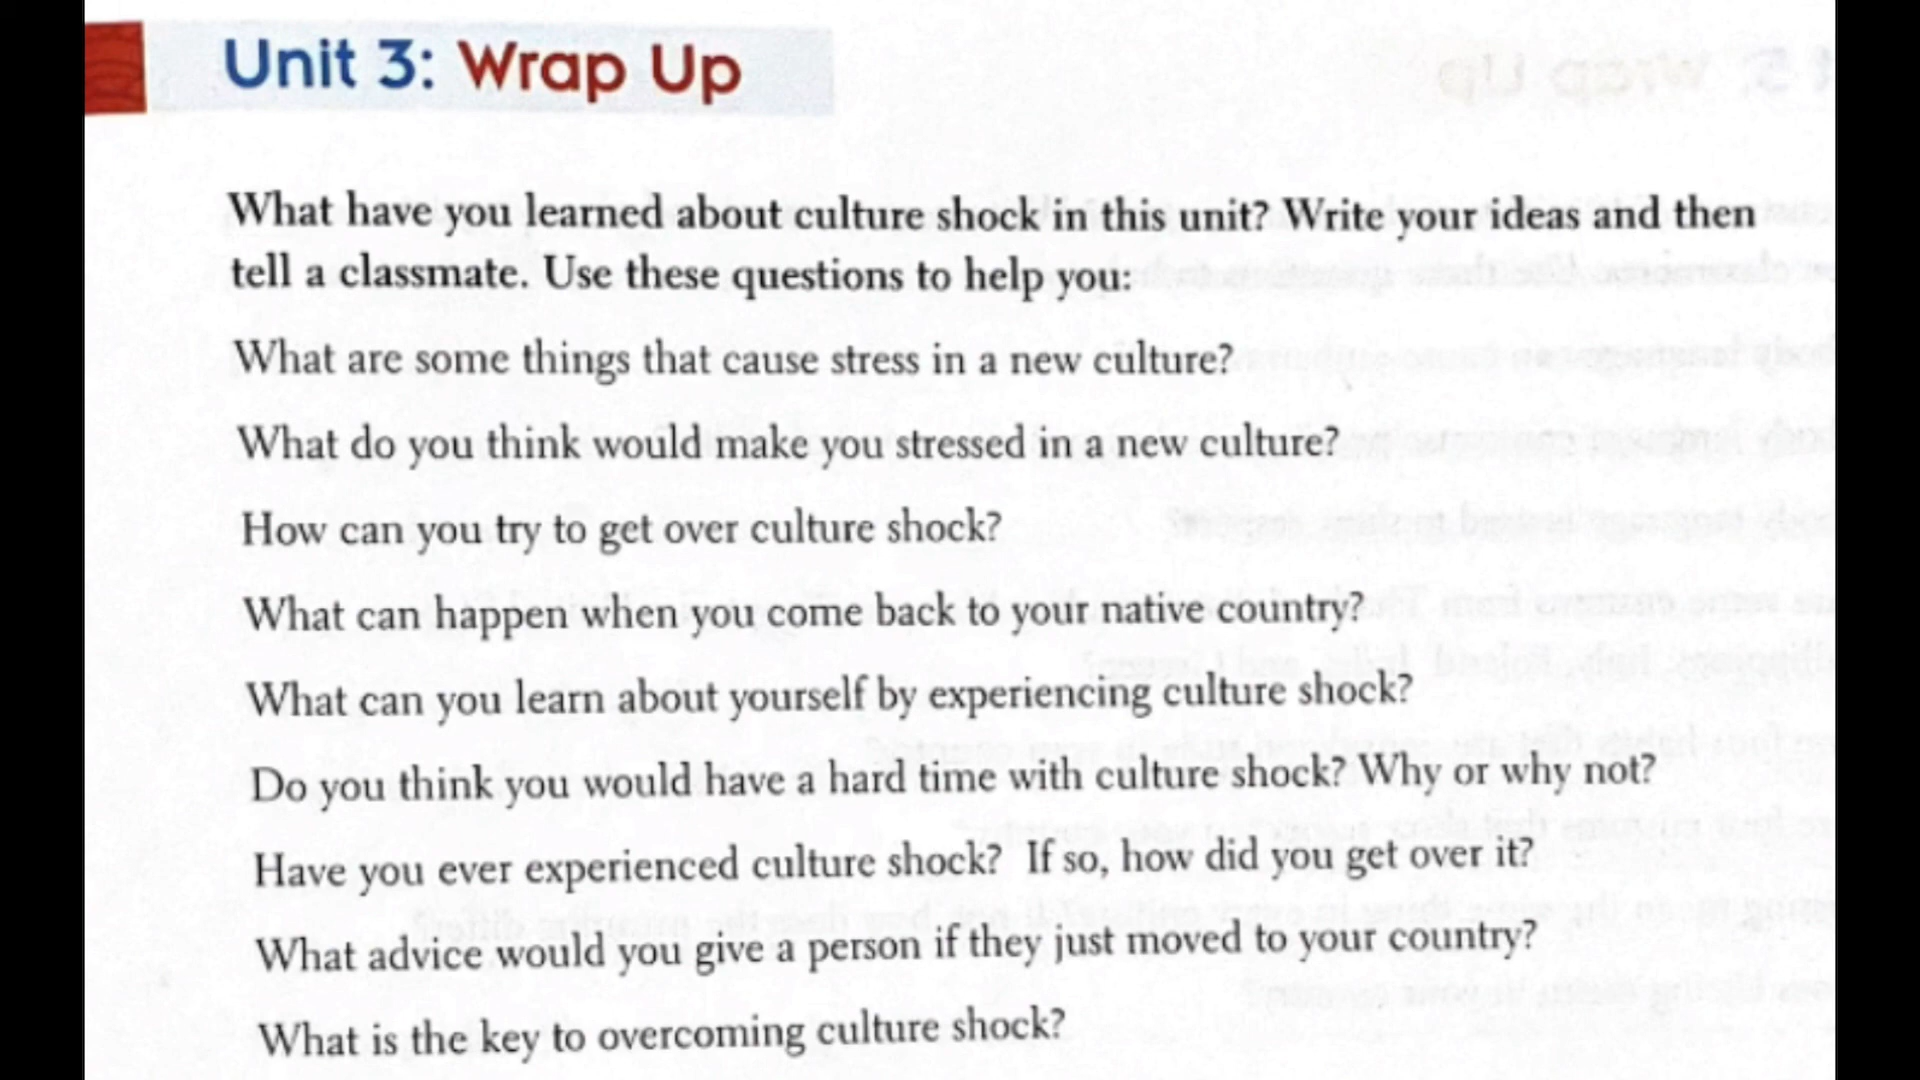 Unit 3: Wrap Up
What have you learned about culture shock in this unit? Write your ideas and then
tell a classmate. Use these questions to help you:
What are some things that cause stress in a new culture?
What do you think would make you stressed in a new culture?
How can you try to get over culture shock?
What can happen when you come back to your native country?
What can you learn about yourself by experiencing culture shock?
Do you think you would have a hard time with culture shock? Why or why not?
Have you ever experienced culture shock? If so, how did you get over it?
What advice would you give a person if they just moved to your country?
What is the key to overcoming culture shock?